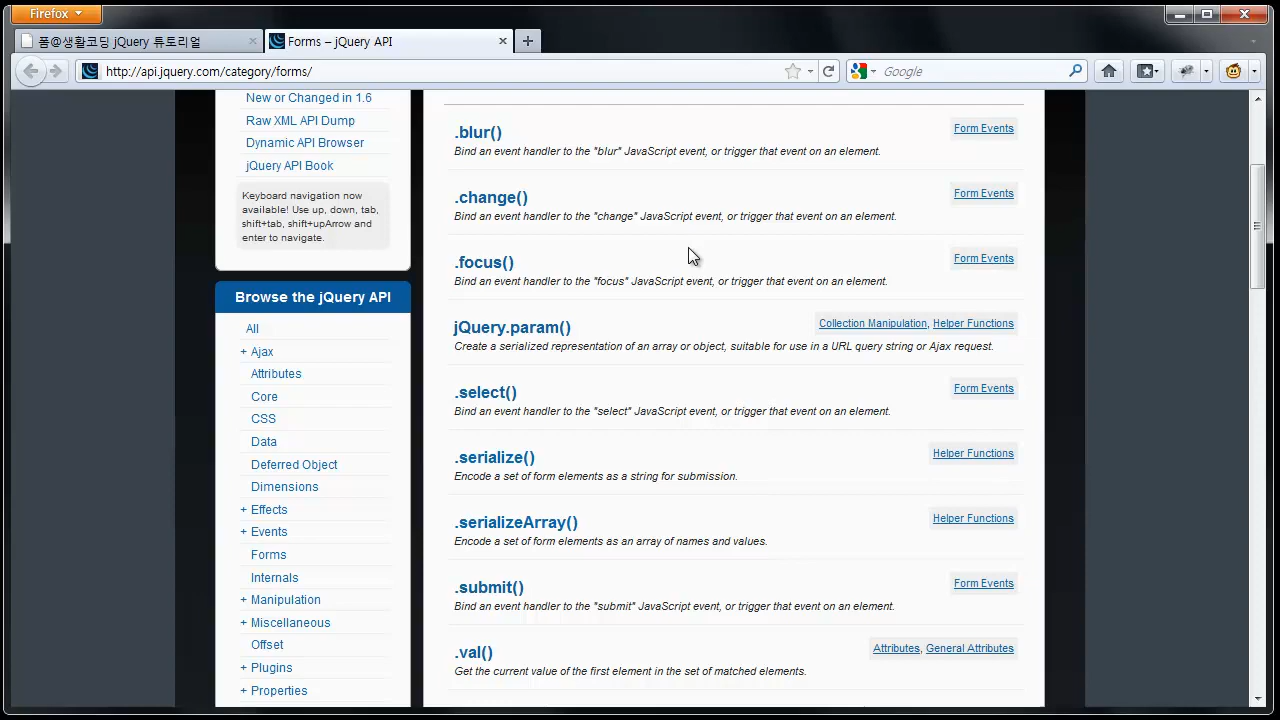 Firefox
폼@생활코딩 jQuery 튜토리얼
Forms – jQuery API
http://api.jquery.com/category/forms/
Google
New or Changed in 1.6
Raw XML API Dump
Dynamic API Browser
jQuery API Book
Keyboard navigation now
available! Use up, down, tab,
shift+tab, shift+upArrow and
enter to navigate.
Browse the jQuery API
All
+ Ajax
Attributes
Core
CSS
Data
Deferred Object
Dimensions
+ Effects
+ Events
Forms
Internals
+ Manipulation
+ Miscellaneous
Offset
+ Plugins
+ Properties
.blur()
Form Events
Bind an event handler to the "blur" JavaScript event, or trigger that event on an element.
.change()
Form Events
Bind an event handler to the "change" JavaScript event, or trigger that event on an element.
.focus()
Form Events
Bind an event handler to the "focus" JavaScript event, or trigger that event on an element.
jQuery.param()
Collection Manipulation, Helper Functions
Create a serialized representation of an array or object, suitable for use in a URL query string or Ajax request.
.select()
Form Events
Bind an event handler to the "select" JavaScript event, or trigger that event on an element.
.serialize()
Helper Functions
Encode a set of form elements as a string for submission.
.serializeArray()
Helper Functions
Encode a set of form elements as an array of names and values.
.submit()
Form Events
Bind an event handler to the "submit" JavaScript event, or trigger that event on an element.
.val()
Attributes, General Attributes
Get the current value of the first element in the set of matched elements.